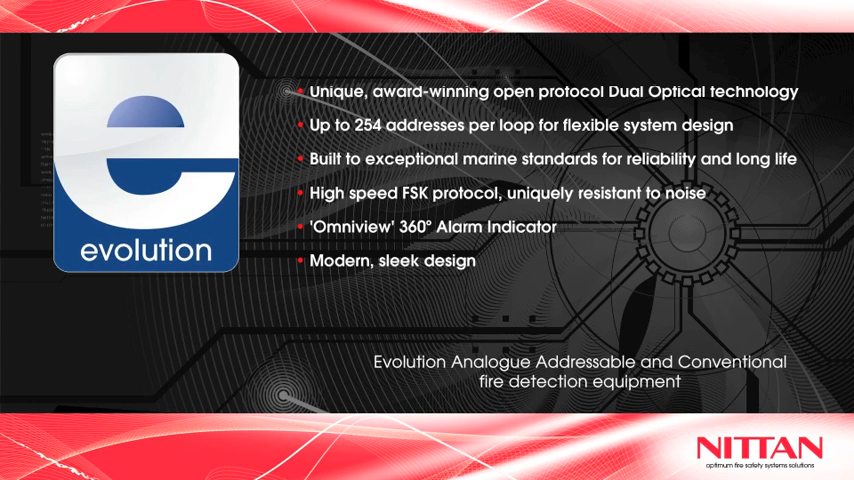 e
evolution
• Unique, award-winning open protocol Dual Optical technology
• Up to 254 addresses per loop for flexible system design
• Built to exceptional marine standards for reliability and long life
• High speed FSK protocol, uniquely resistant to noise
• 'Omniview' 360° Alarm Indicator
• Modern, sleek design
Evolution Analogue Addressable and Conventional
fire detection equipment
NITTAN
optimum fire safety systems solutions